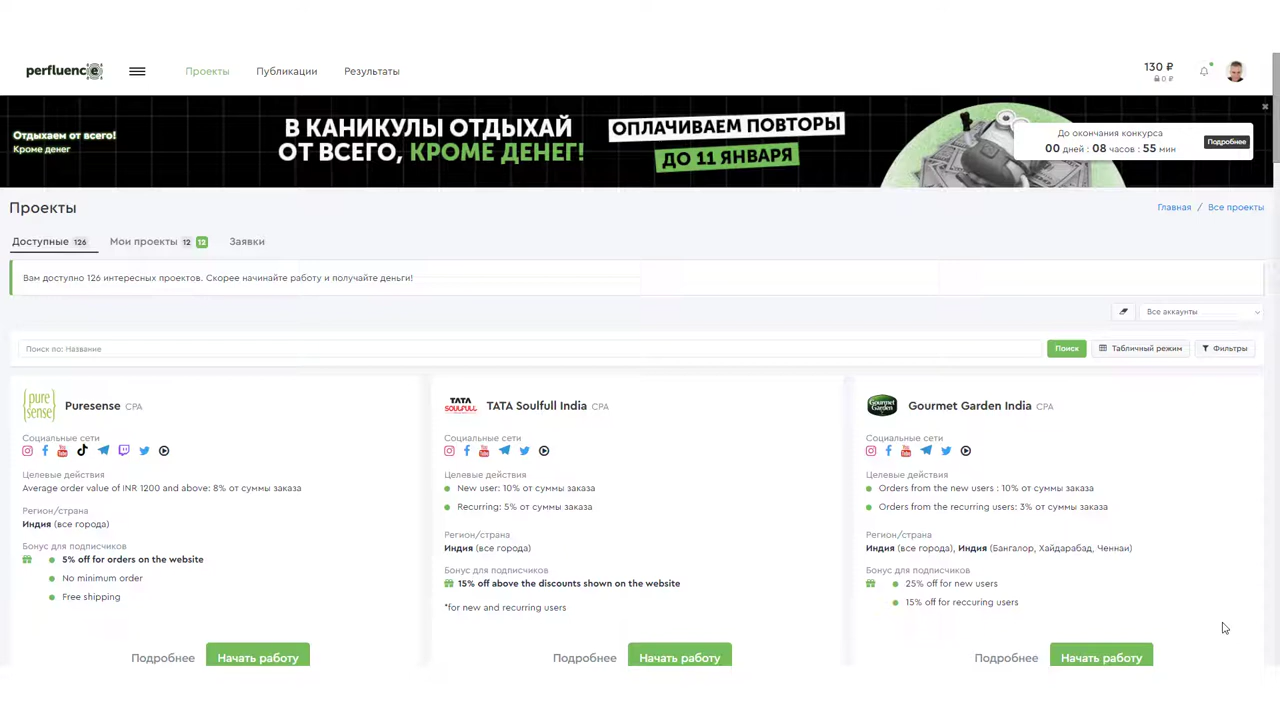 perfluence
Проекты
Публикации
Результаты
130 ₽
0 ₽
Отдыхаем от всего!
Кроме денег
В КАНИКУЛЫ ОТДЫХАЙ
ОТ ВСЕГО, КРОМЕ ДЕНЕГ!
ОПЛАЧИВАЕМ ПОВТОРЫ
ДО 11 ЯНВАРЯ
До окончания конкурса
00 дней : 08 часов : 55 мин
Подробнее
Проекты
Главная / Все проекты
Доступные 126
Мои проекты 12 12
Заявки
Вам доступно 126 интересных проектов. Скорее начинайте работу и получайте деньги!
Все аккаунты
Поиск по: Название
Поиск
Табличный режим
Фильтры
{pure sense}
Puresense CPA
Социальные сети
Целевые действия
Average order value of INR 1200 and above: 8% от суммы заказа
Регион/страна
Индия (все города)
Бонус для подписчиков
5% off for orders on the website
No minimum order
Free shipping
Подробнее
Начать работу
TATA SOULFULL
TATA Soulfull India CPA
Социальные сети
Целевые действия
New user: 10% от суммы заказа
Recurring: 5% от суммы заказа
Регион/страна
Индия (все города)
Бонус для подписчиков
15% off above the discounts shown on the website
*for new and recurring users
Подробнее
Начать работу
Gourmet Garden
Gourmet Garden India CPA
Социальные сети
Целевые действия
Orders from the new users : 10% от суммы заказа
Orders from the recurring users: 3% от суммы заказа
Регион/страна
Индия (все города), Индия (Бангалор, Хайдарабад, Ченнаи)
Бонус для подписчиков
25% off for new users
15% off for reccuring users
Подробнее
Начать работу